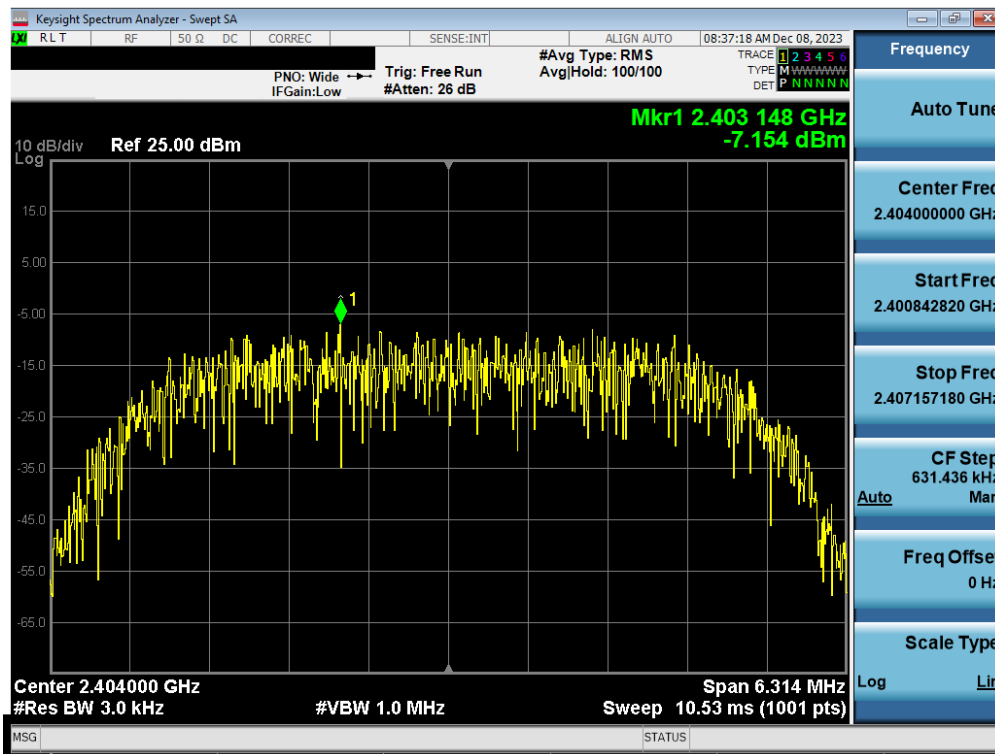 Keysight Spectrum Analyzer - Swept SA
LXI RLT RF 50 Ω DC CORREC SENSE:INT ALIGN AUTO 08:37:18 AM Dec 08, 2023
PNO: Wide
IFGain:Low
Trig: Free Run
#Atten: 26 dB
#Avg Type: RMS
Avg|Hold: 100/100
TRACE 1 2 3 4 5 6
TYPE M WWWWW
DET P N N N N N
Mkr1 2.403 148 GHz
-7.154 dBm
10 dB/div Ref 25.00 dBm
Log
15.0
5.00
1
-5.00
-15.0
-25.0
-35.0
-45.0
-55.0
-65.0
Center 2.404000 GHz Span 6.314 MHz
#Res BW 3.0 kHz #VBW 1.0 MHz Sweep 10.53 ms (1001 pts)
MSG STATUS
Frequency
Auto Tune
Center Freq
2.404000000 GHz
Start Freq
2.400842820 GHz
Stop Freq
2.407157180 GHz
CF Step
631.436 kHz
Auto Man
Freq Offset
0 Hz
Scale Type
Log Lin